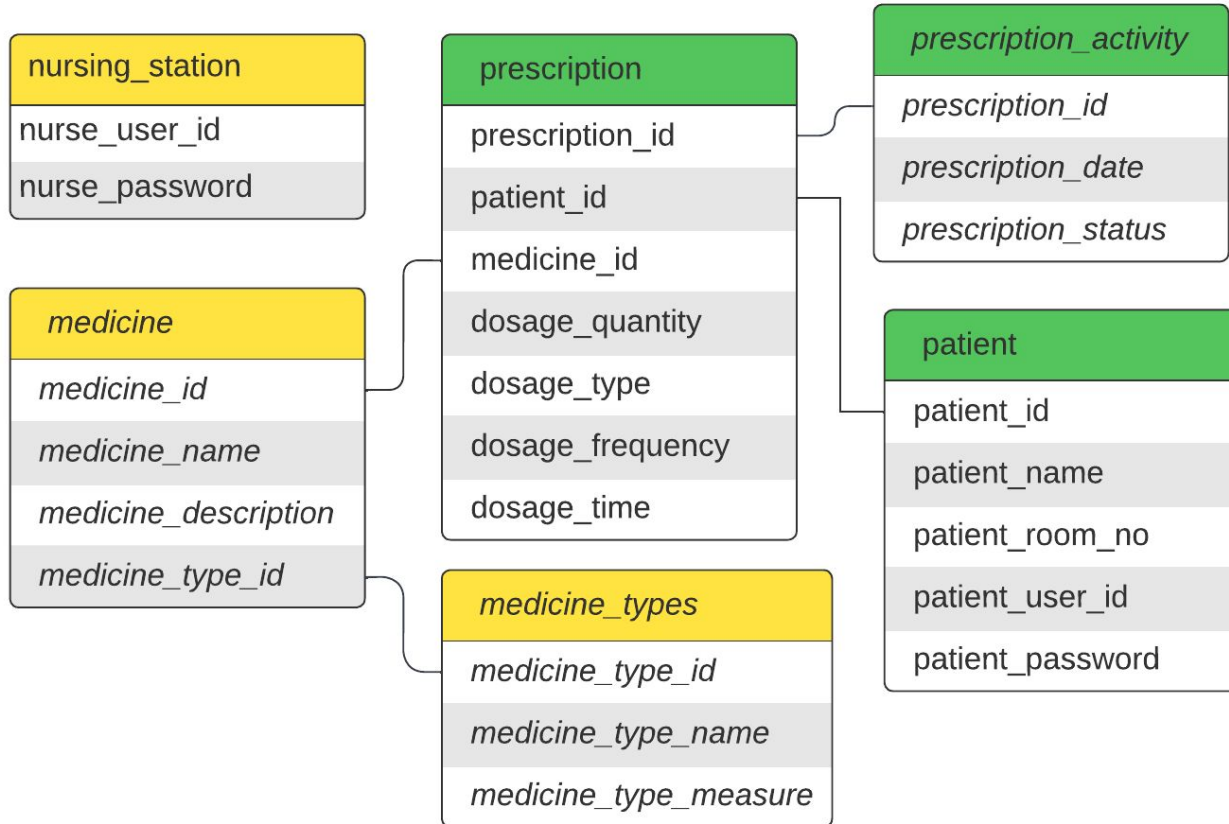 nursing_station
nurse_user_id
nurse_password
medicine
medicine_id
medicine_name
medicine_description
medicine_type_id
prescription
prescription_id
patient_id
medicine_id
dosage_quantity
dosage_type
dosage_frequency
dosage_time
medicine_types
medicine_type_id
medicine_type_name
medicine_type_measure
prescription_activity
prescription_id
prescription_date
prescription_status
patient
patient_id
patient_name
patient_room_no
patient_user_id
patient_password